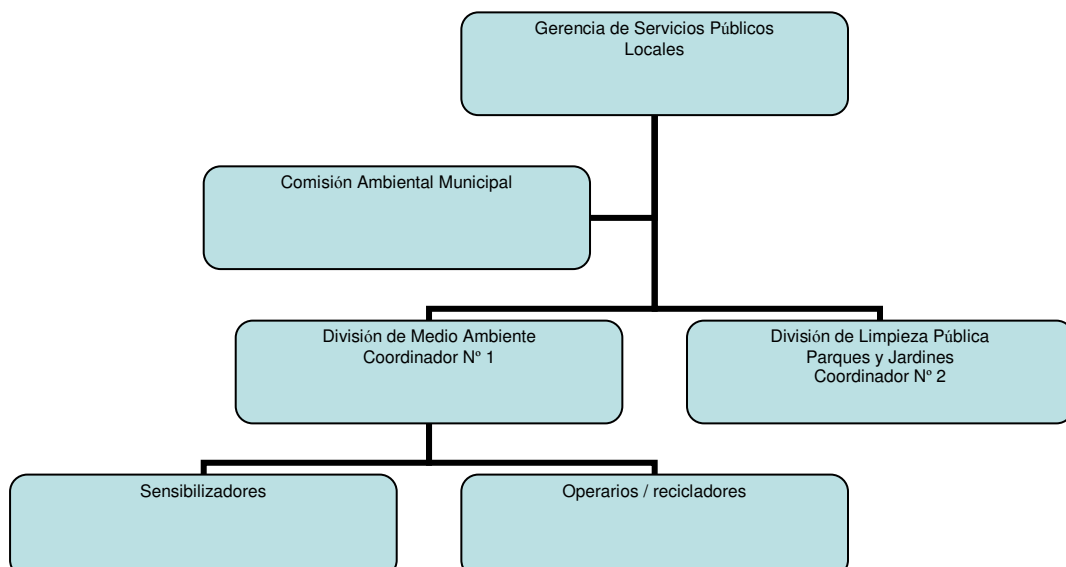 Gerencia de Servicios Públicos
Locales
Comisión Ambiental Municipal
División de Medio Ambiente
Coordinador Nº 1
División de Limpieza Pública
Parques y Jardines
Coordinador Nº 2
Sensibilizadores
Operarios / recicladores